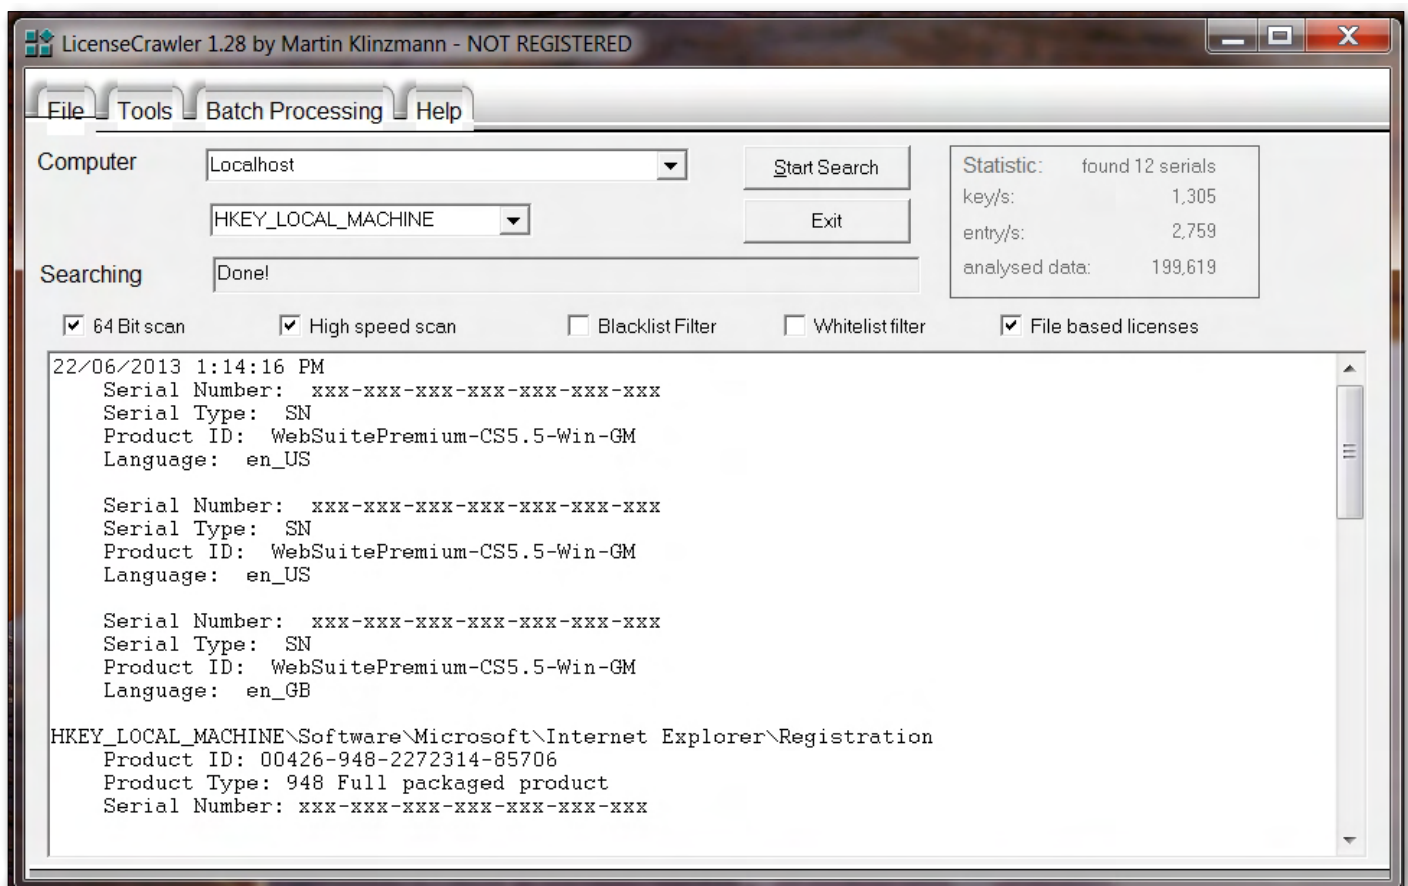 LicenseCrawler 1.28 by Martin Klinzmann - NOT REGISTERED
File Tools Batch Processing Help
Computer
Localhost
Start Search
HKEY_LOCAL_MACHINE
Exit
Statistic: found 12 serials
key/s: 1,305
entry/s: 2,759
analysed data: 199,619
Searching
Done!
64 Bit scan High speed scan Blacklist Filter Whitelist filter File based licenses
22/06/2013 1:14:16 PM
Serial Number: xxx-xxx-xxx-xxx-xxx-xxx-xxx
Serial Type: SN
Product ID: WebSuitePremium-CS5.5-Win-GM
Language: en_US
Serial Number: xxx-xxx-xxx-xxx-xxx-xxx-xxx
Serial Type: SN
Product ID: WebSuitePremium-CS5.5-Win-GM
Language: en_US
Serial Number: xxx-xxx-xxx-xxx-xxx-xxx-xxx
Serial Type: SN
Product ID: WebSuitePremium-CS5.5-Win-GM
Language: en_GB
HKEY_LOCAL_MACHINE\Software\Microsoft\Internet Explorer\Registration
Product ID: 00426-948-2272314-85706
Product Type: 948 Full packaged product
Serial Number: xxx-xxx-xxx-xxx-xxx-xxx-xxx